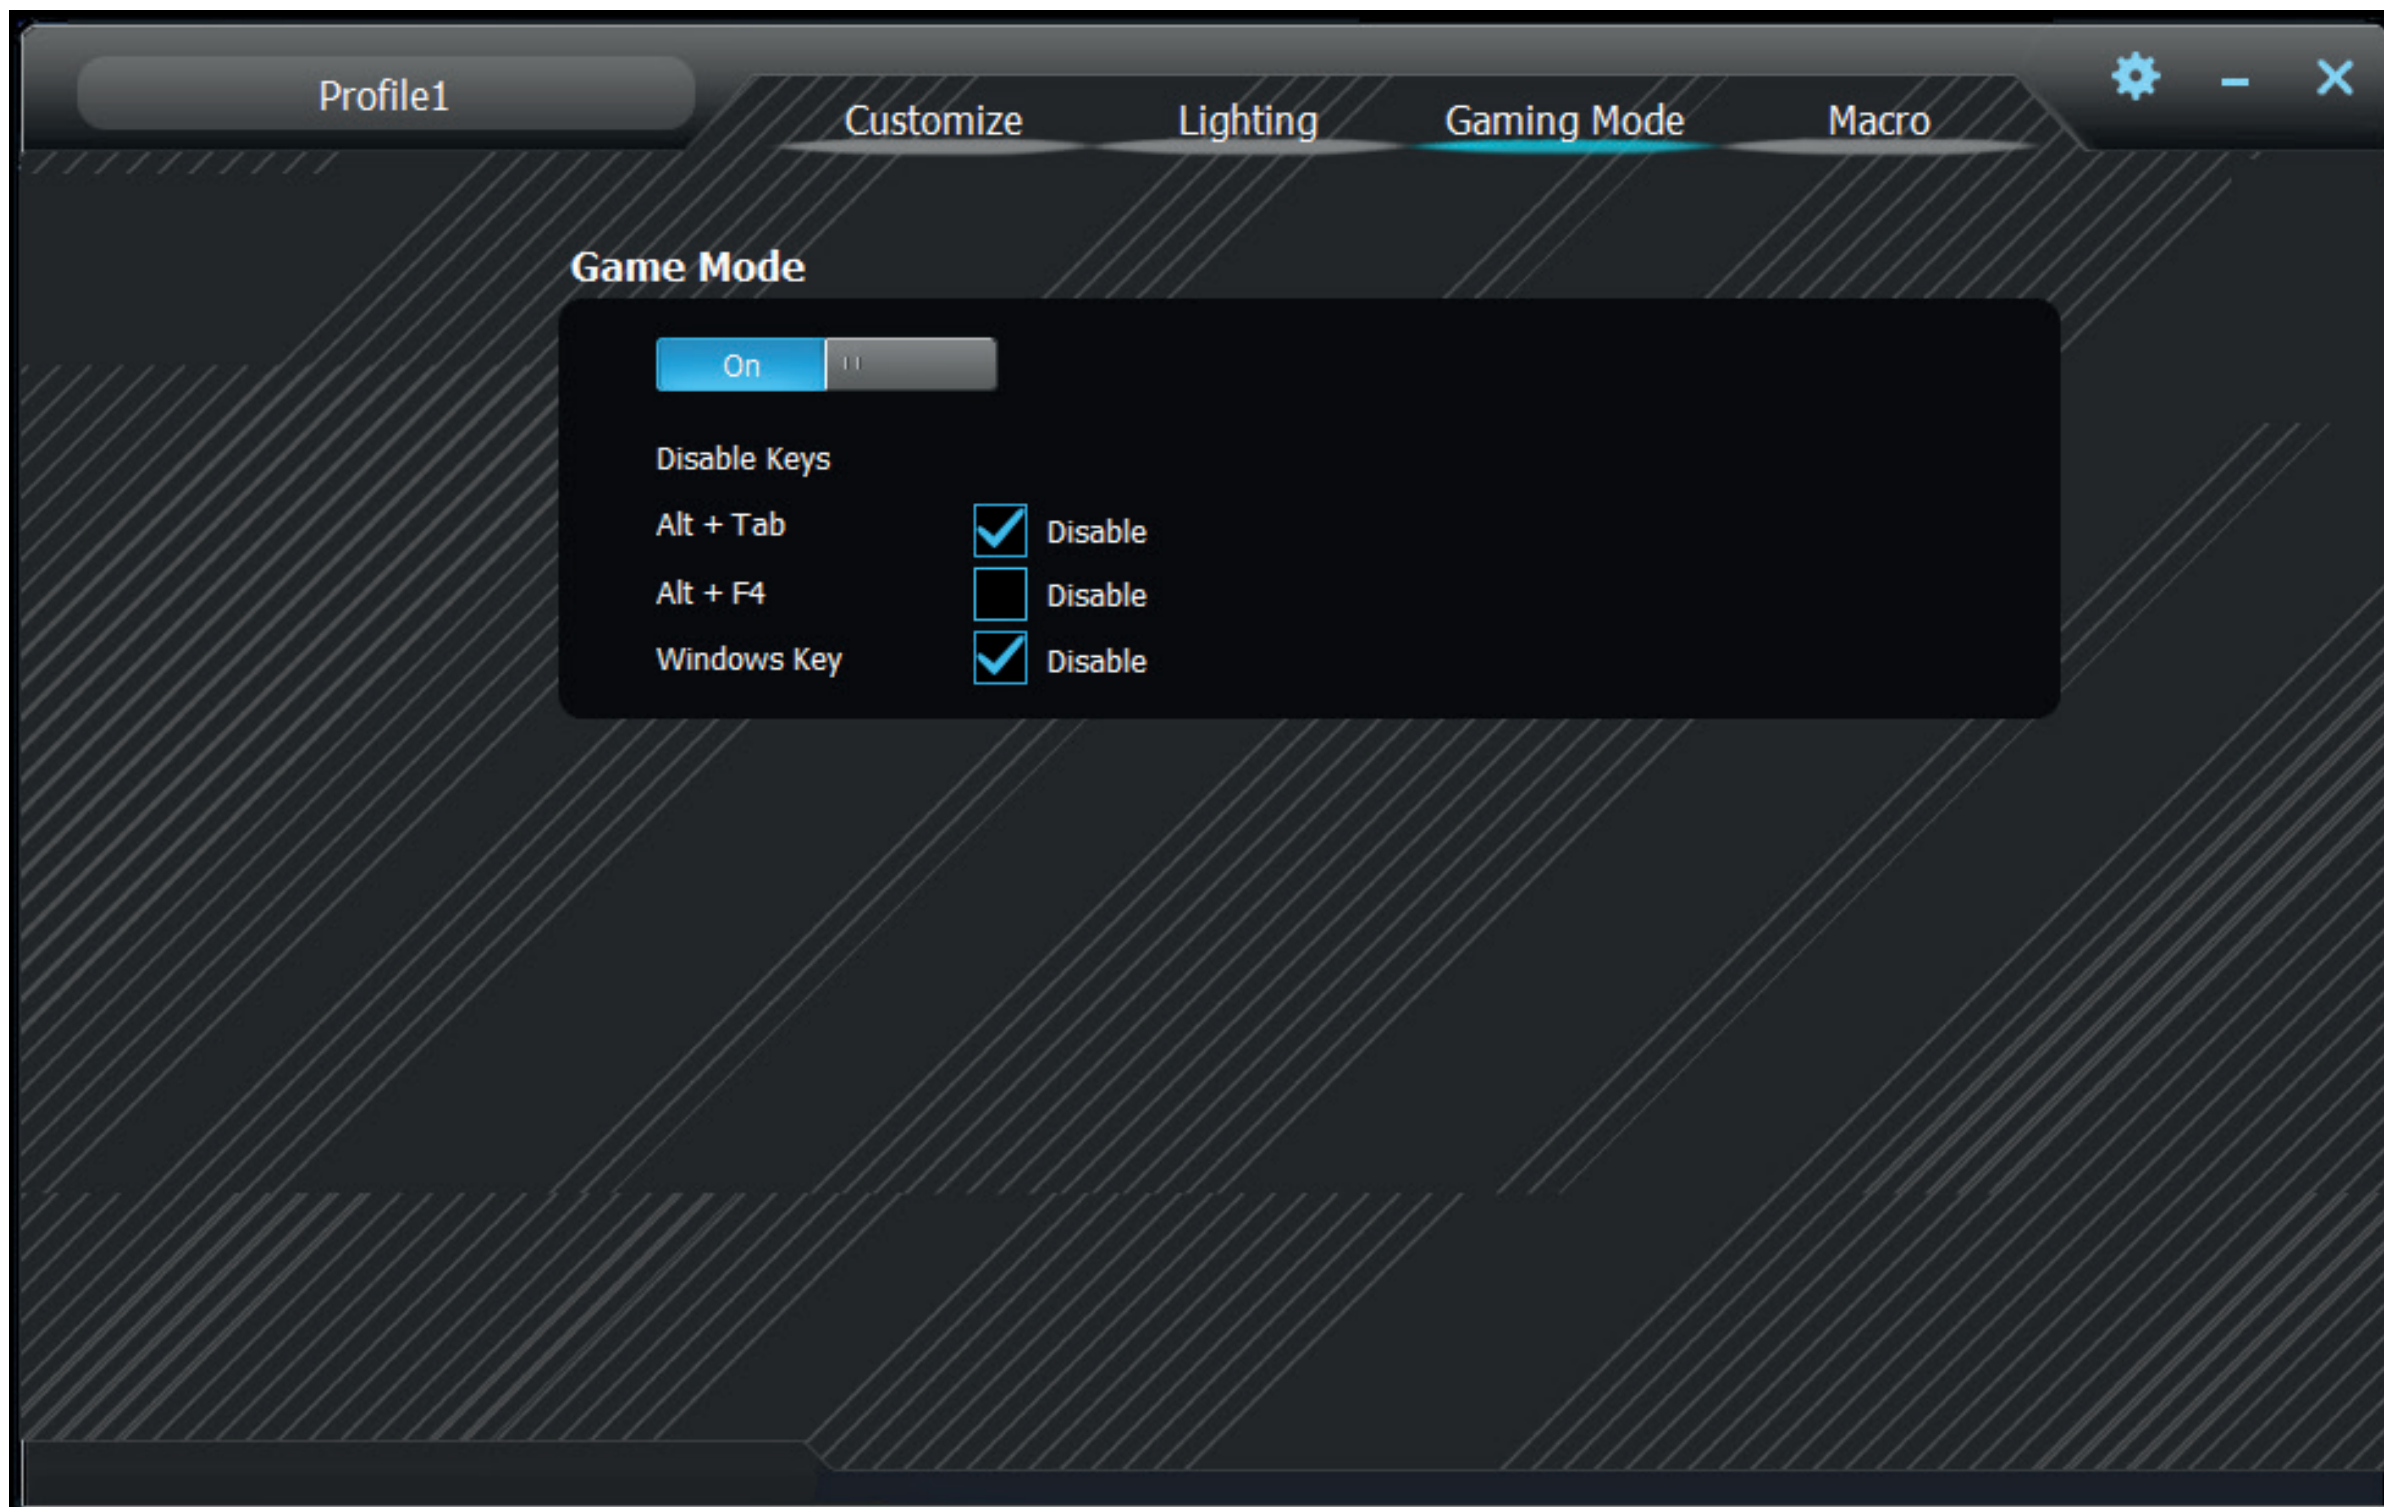 Profile1
Customize
Lighting
Gaming Mode
Macro
Game Mode
On
Disable Keys
Alt + Tab
Disable
Alt + F4
Disable
Windows Key
Disable